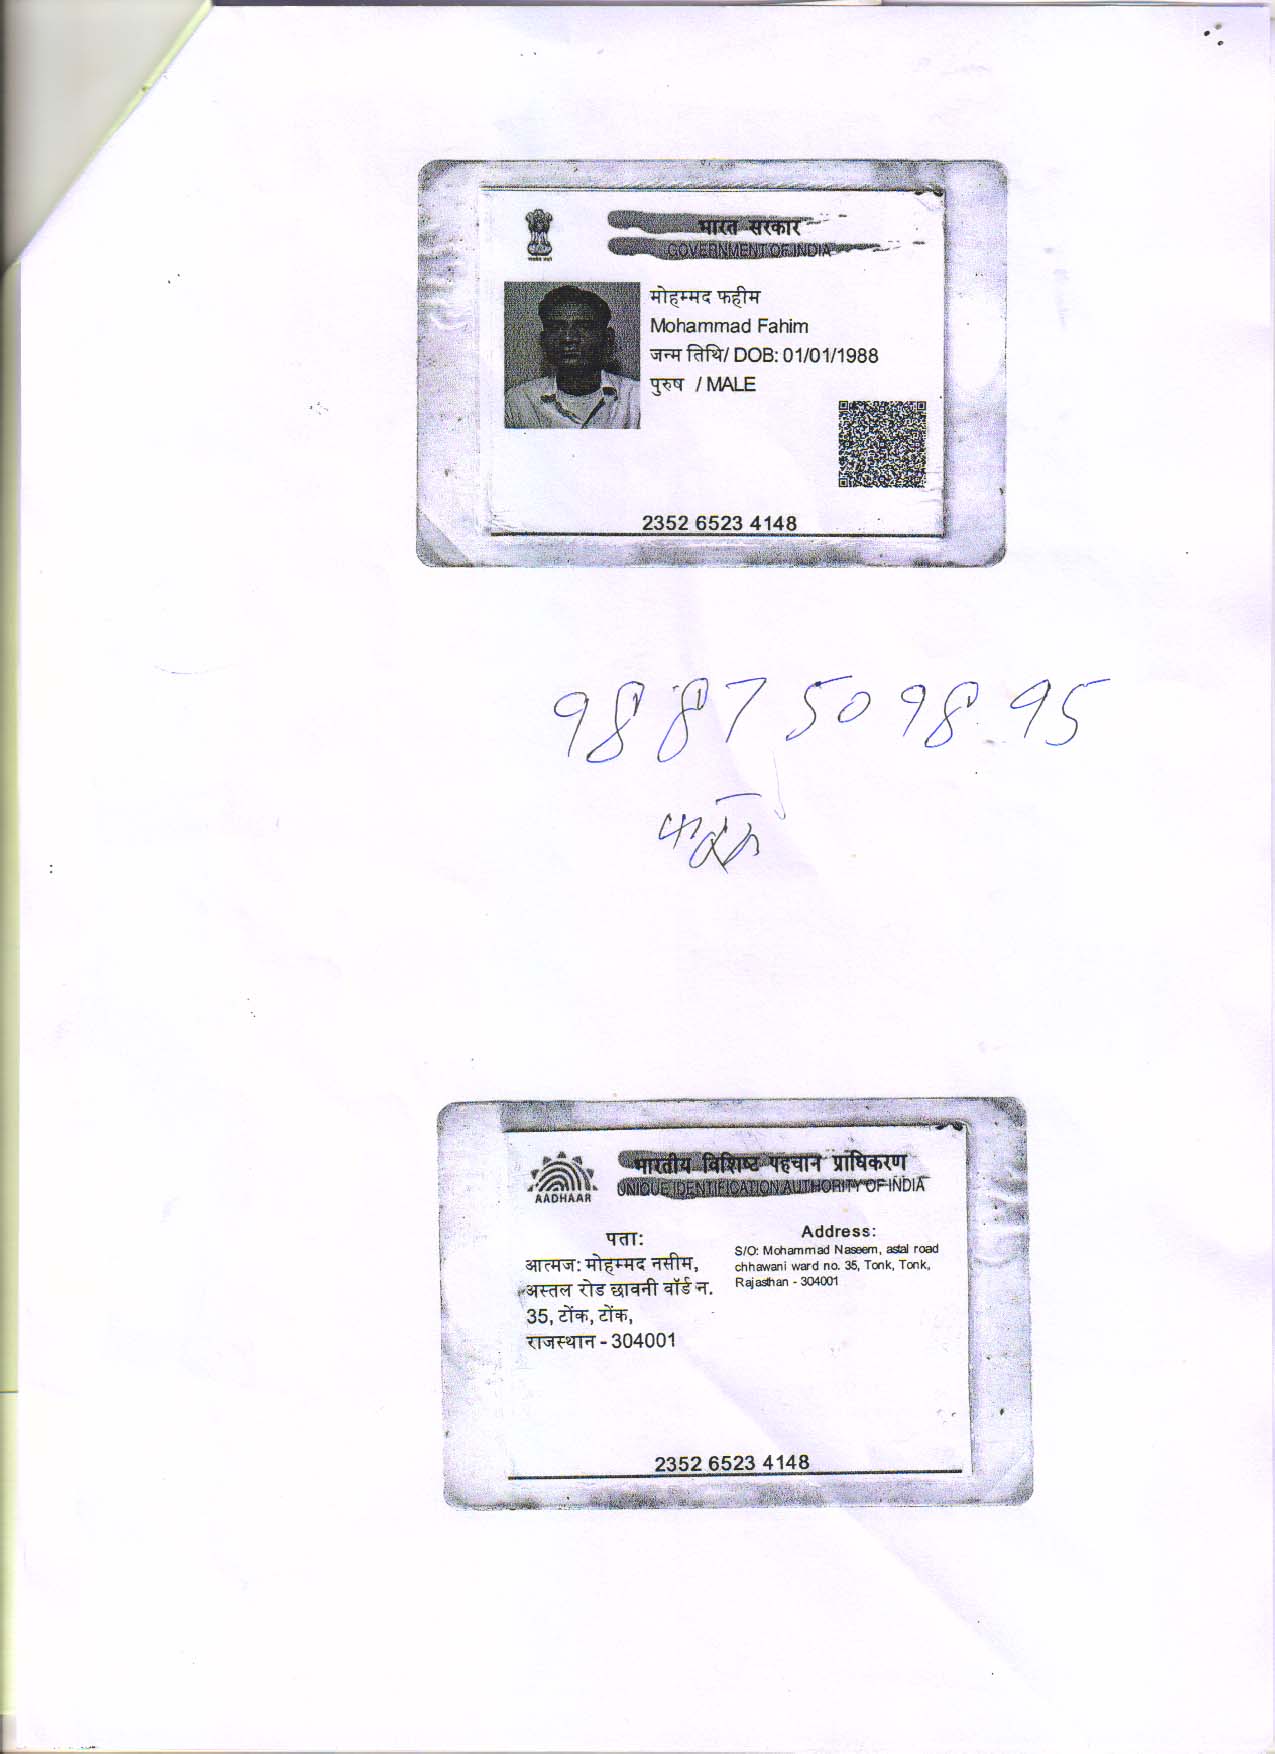 भारत सरकार
GOVERNMENT OF INDIA
मोहम्मद फहीम
Mohammad Fahim
जन्म तिथि/ DOB: 01/01/1988
पुरुष / MALE
2352 6523 4148
9887509895
भारतीय विशिष्ट पहचान प्राधिकरण
UNIQUE IDENTIFICATION AUTHORITY OF INDIA
AADHAAR
पता:
आत्मज: मोहम्मद नसीम,
अस्तल रोड छावनी वॉर्ड न.
35, टोंक, टोंक,
राजस्थान - 304001
Address:
S/O: Mohammad Naseem, astal road
chhawani ward no. 35, Tonk, Tonk,
Rajasthan - 304001
2352 6523 4148